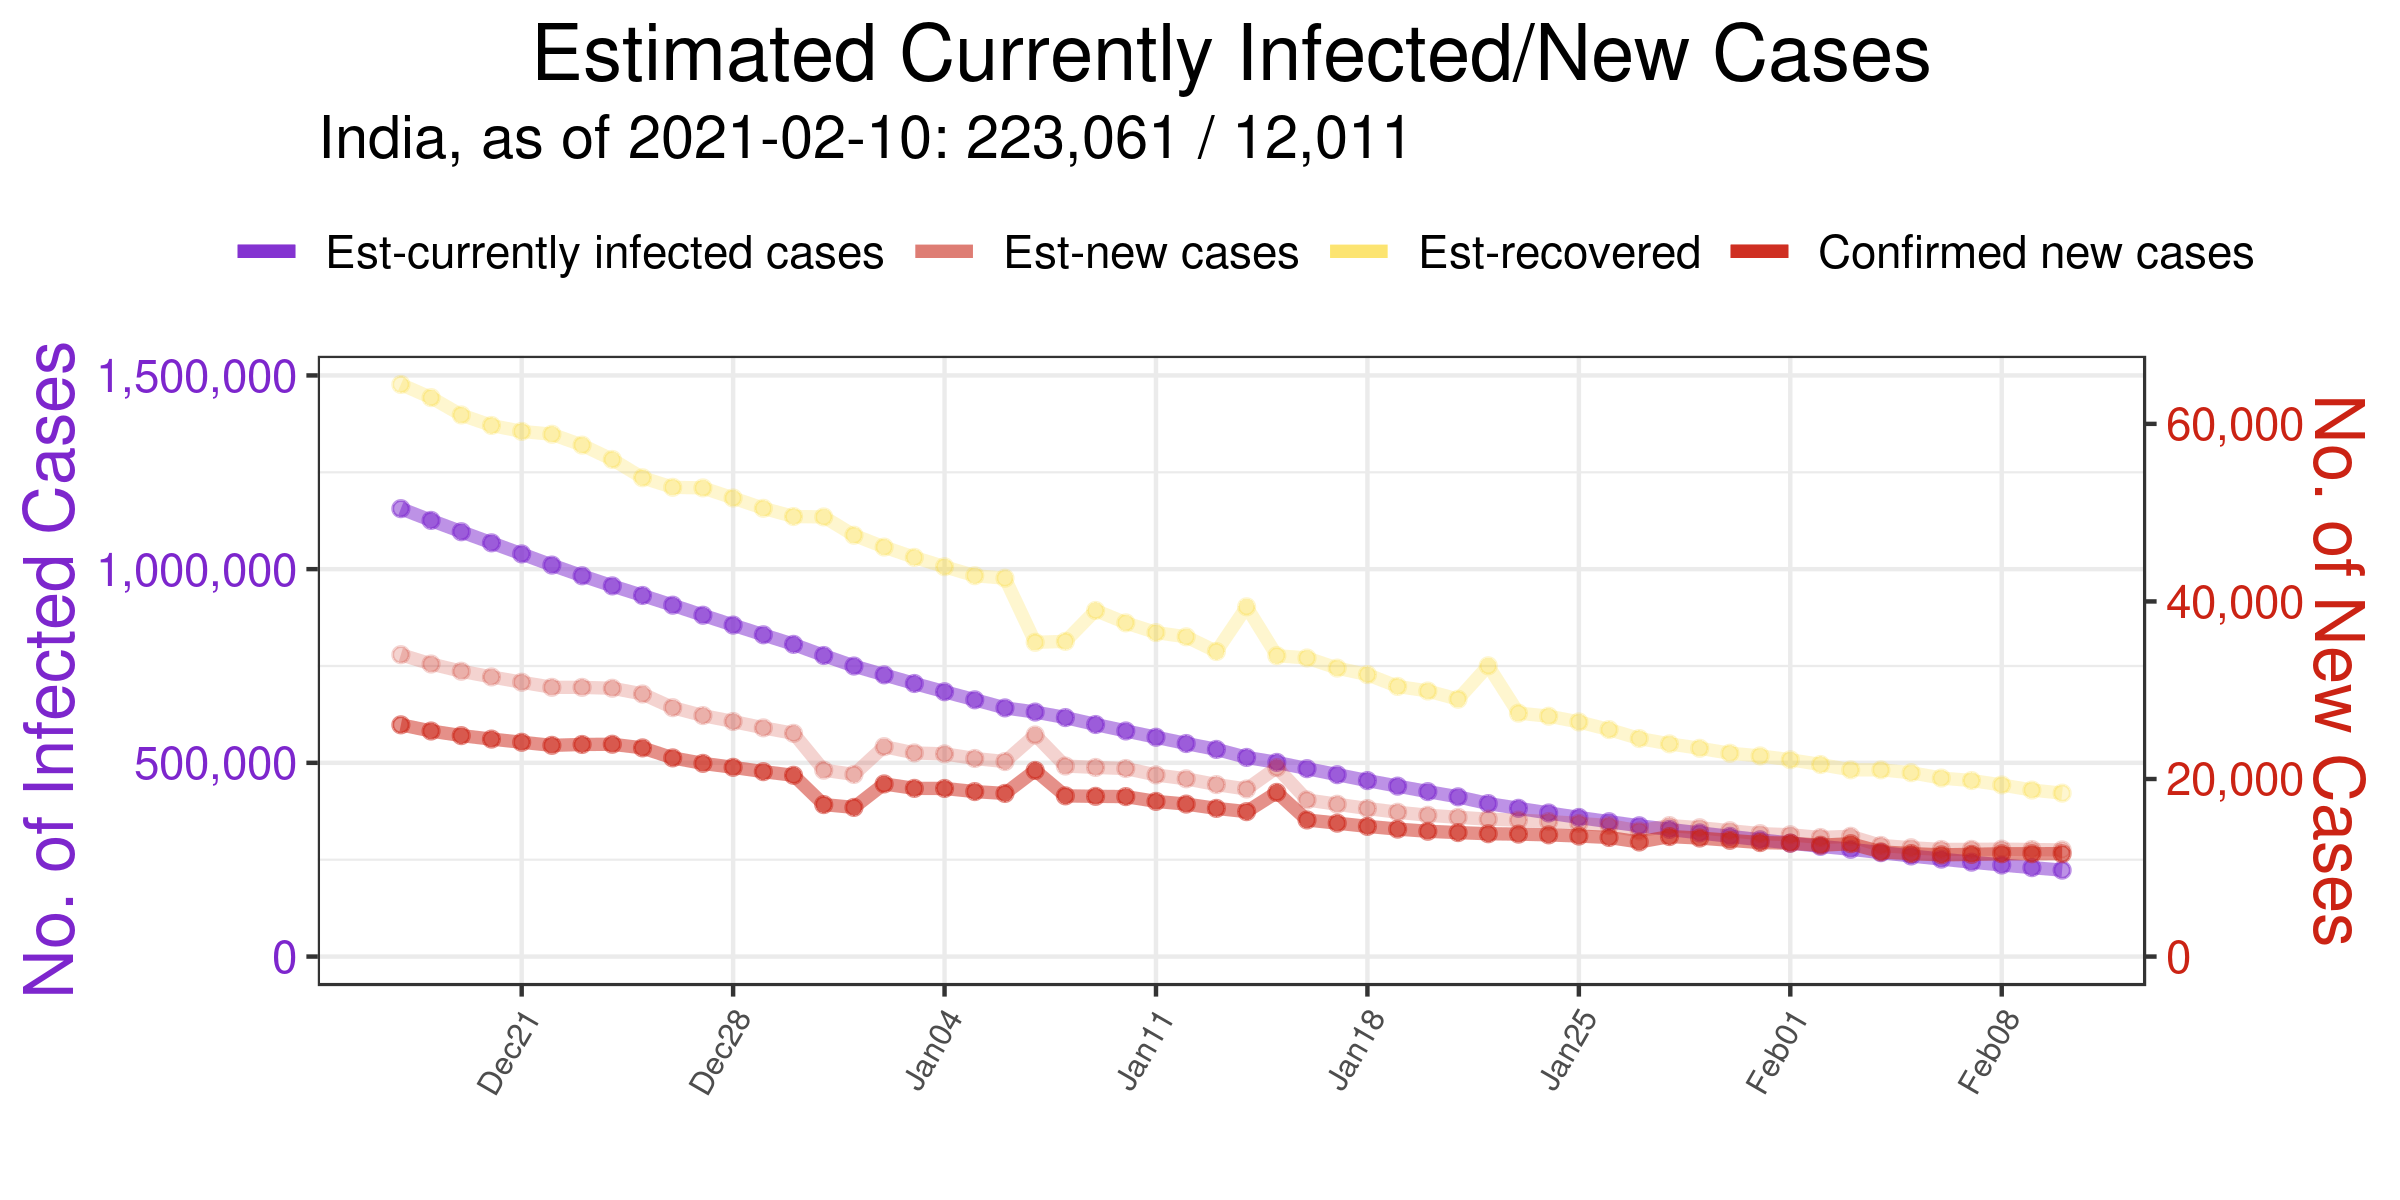 Estimated Currently Infected/New Cases
India, as of 2021-02-10: 223,061 / 12,011
Est-currently infected cases Est-new cases Est-recovered Confirmed new cases
No. of Infected Cases
1,500,000
1,000,000
500,000
0
60,000
40,000
20,000
0
No. of New Cases
Dec21 Dec28 Jan04 Jan11 Jan18 Jan25 Feb01 Feb08